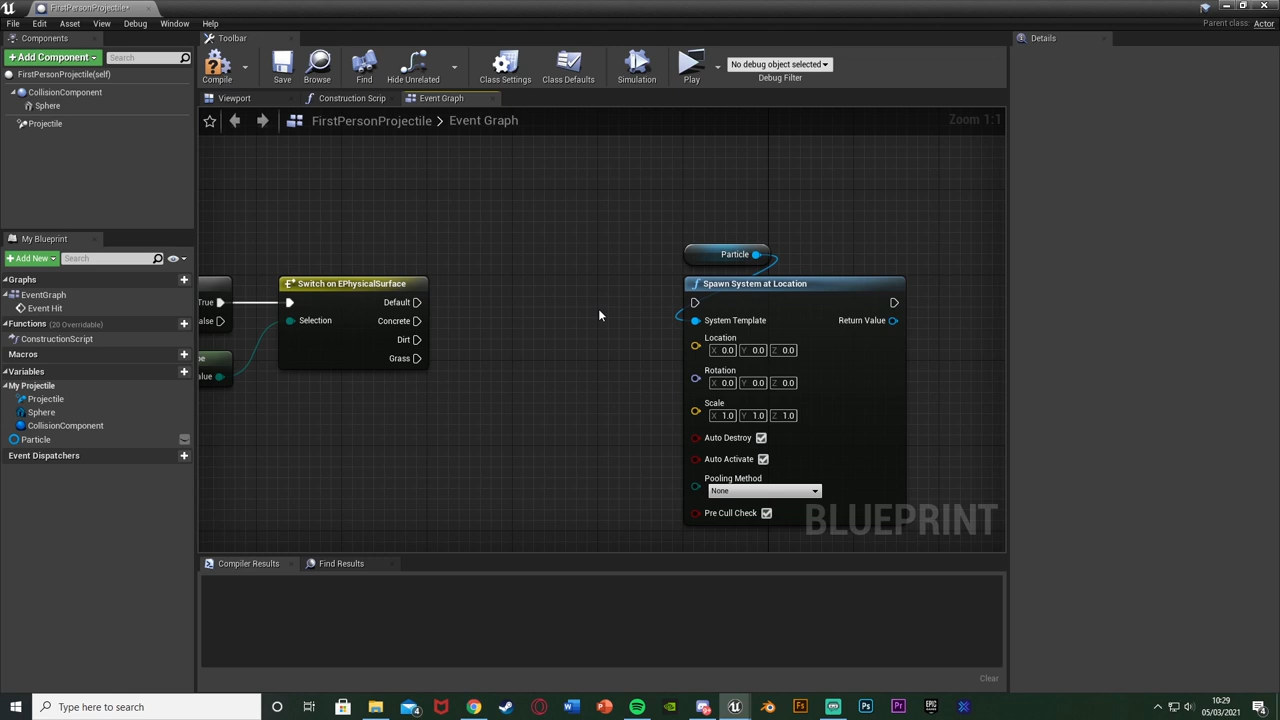 FirstPersonProjectile*
File Edit Asset View Debug Window Help
Parent class: Actor
Components
Toolbar
Details
+Add Component
Search
Compile
Save
Browse
Find
Hide Unrelated
Class Settings
Class Defaults
Simulation
Play
No debug object selected
Debug Filter
FirstPersonProjectile(self)
CollisionComponent
Sphere
Projectile
Viewport
Construction Scrip
Event Graph
FirstPersonProjectile > Event Graph
Zoom 1:1
My Blueprint
+Add New
Search
Graphs
EventGraph
Event Hit
Functions (20 Overridable)
ConstructionScript
Macros
Variables
My Projectile
Projectile
Sphere
CollisionComponent
Particle
Event Dispatchers
True
alse
alue
Switch on EPhysicalSurface
Default
Selection
Concrete
Dirt
Grass
Particle
Spawn System at Location
System Template
Return Value
Location
X 0.0 Y 0.0 Z 0.0
Rotation
X 0.0 Y 0.0 Z 0.0
Scale
X 1.0 Y 1.0 Z 1.0
Auto Destroy
Auto Activate
Pooling Method
None
Pre Cull Check
BLUEPRINT
Compiler Results
Find Results
Clear
Type here to search
10:29
05/03/2021